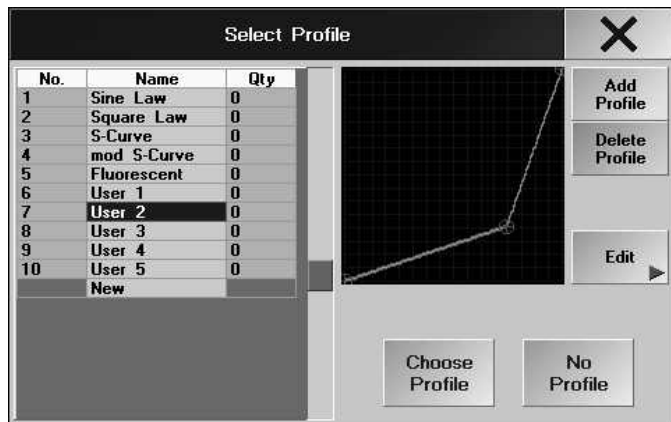 Select Profile
No. Name Qty
1 Sine Law 0
2 Square Law 0
3 S-Curve 0
4 mod S-Curve 0
5 Fluorescent 0
6 User 1 0
7 User 2 0
8 User 3 0
9 User 4 0
10 User 5 0
New
Add
Profile
Delete
Profile
Edit
Choose
Profile
No
Profile